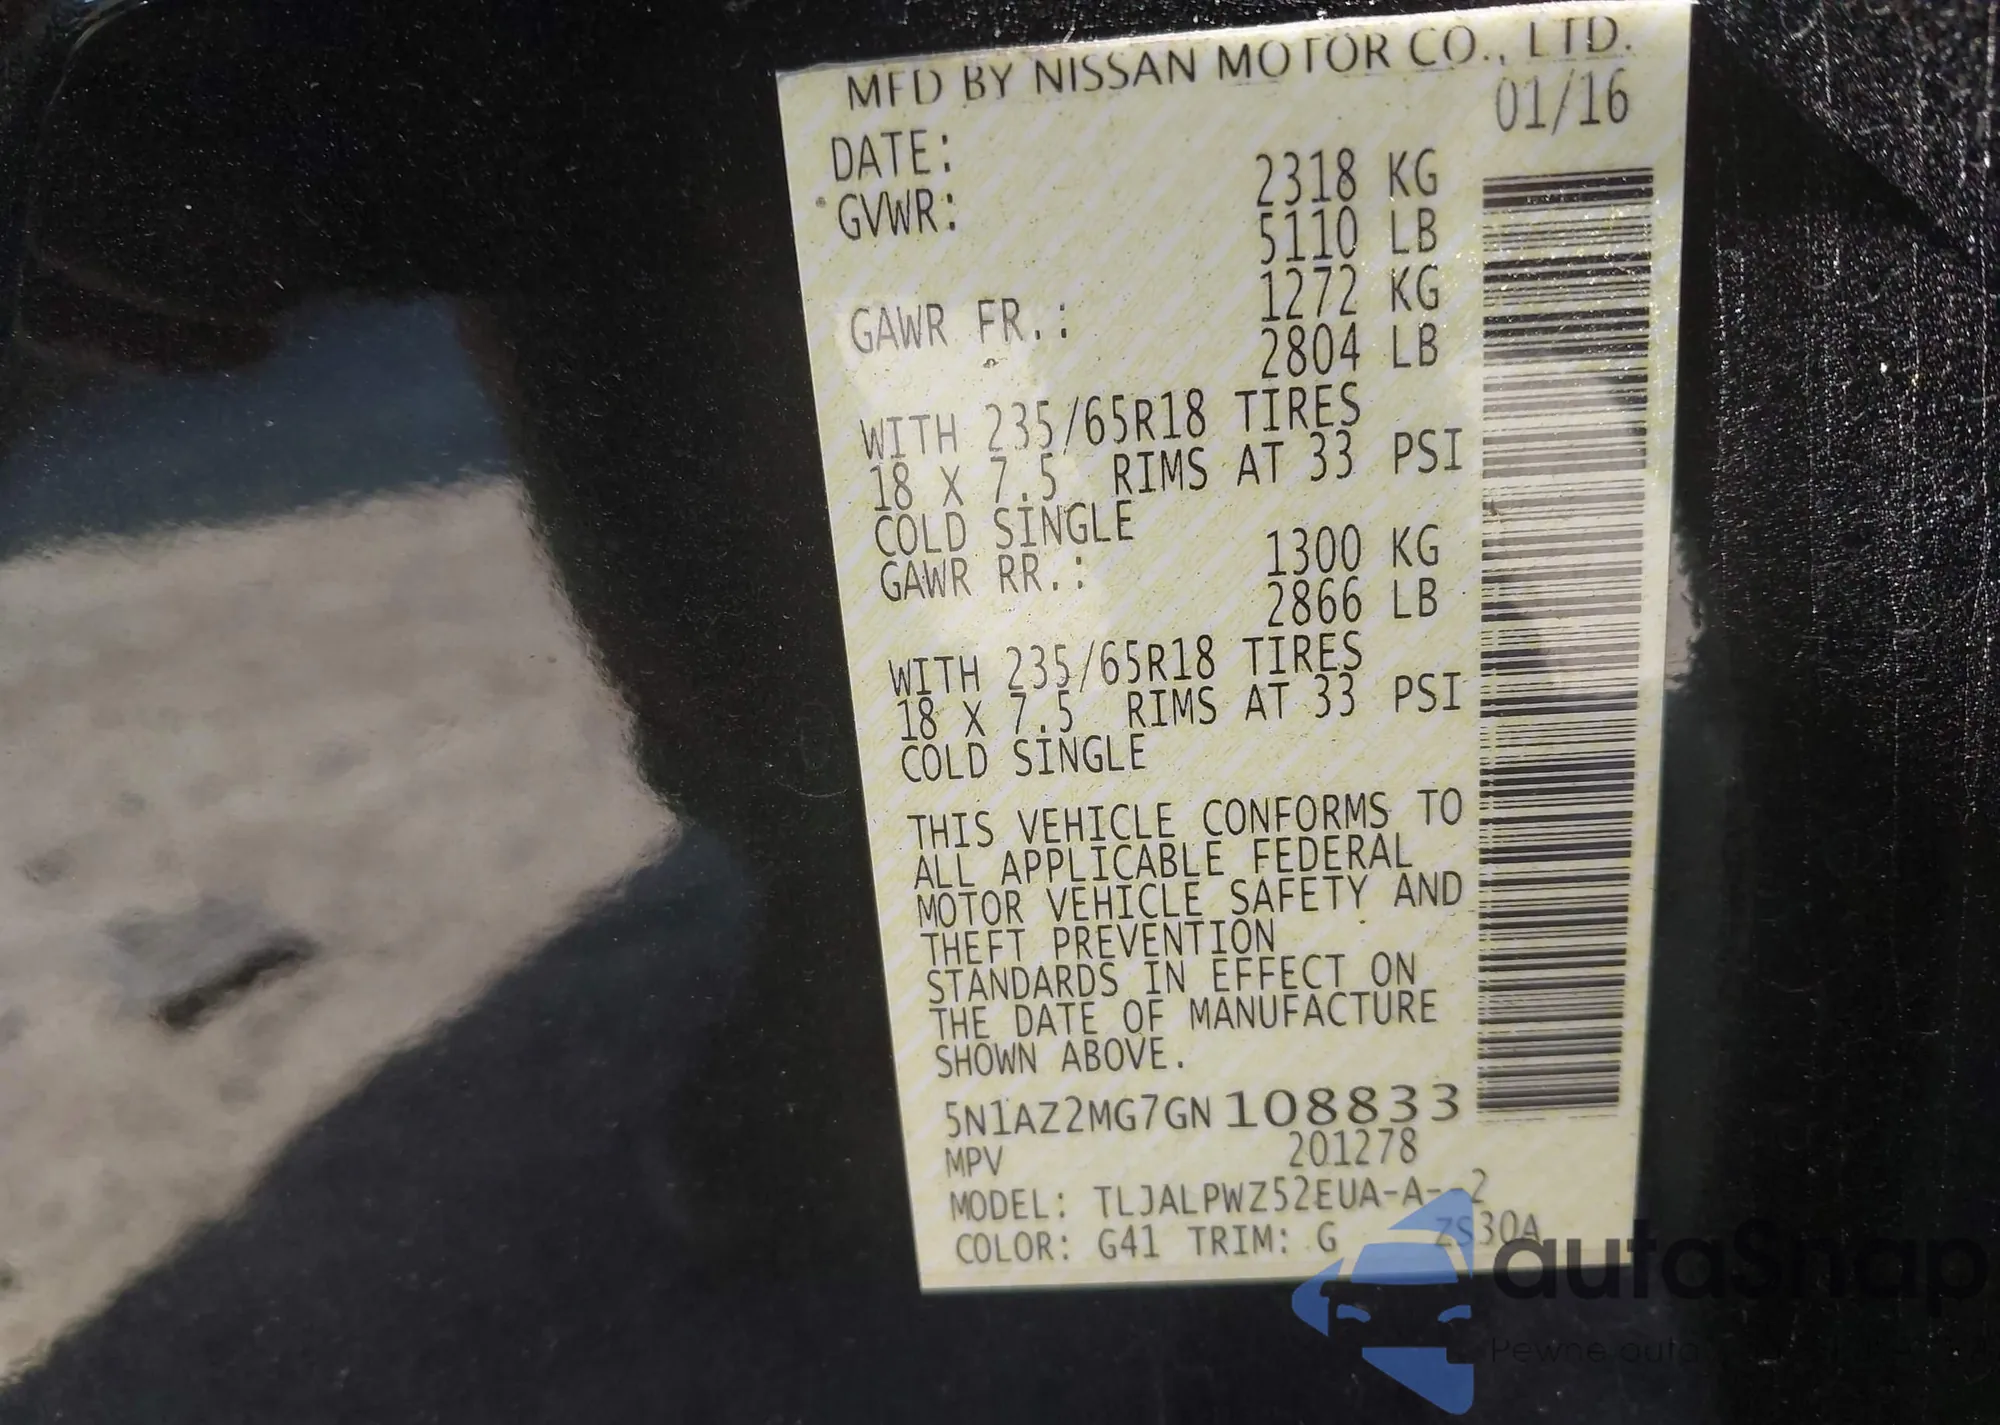 MFD BY NISSAN MOTOR CO., LTD.
DATE: 01/16
GVWR: 2318 KG
5110 LB
GAWR FR.: 1272 KG
2804 LB
WITH 235/65R18 TIRES
18 X 7.5 RIMS AT 33 PSI
COLD SINGLE
GAWR RR.: 1300 KG
2866 LB
WITH 235/65R18 TIRES
18 X 7.5 RIMS AT 33 PSI
COLD SINGLE
THIS VEHICLE CONFORMS TO
ALL APPLICABLE FEDERAL
MOTOR VEHICLE SAFETY AND
THEFT PREVENTION
STANDARDS IN EFFECT ON
THE DATE OF MANUFACTURE
SHOWN ABOVE.
5N1AZ2MG7GN108833
MPV 201278
MODEL: TLJALPWZ52EUA-A--2
COLOR: G41 TRIM: G ZS30A
autaSnap
Pewne auta